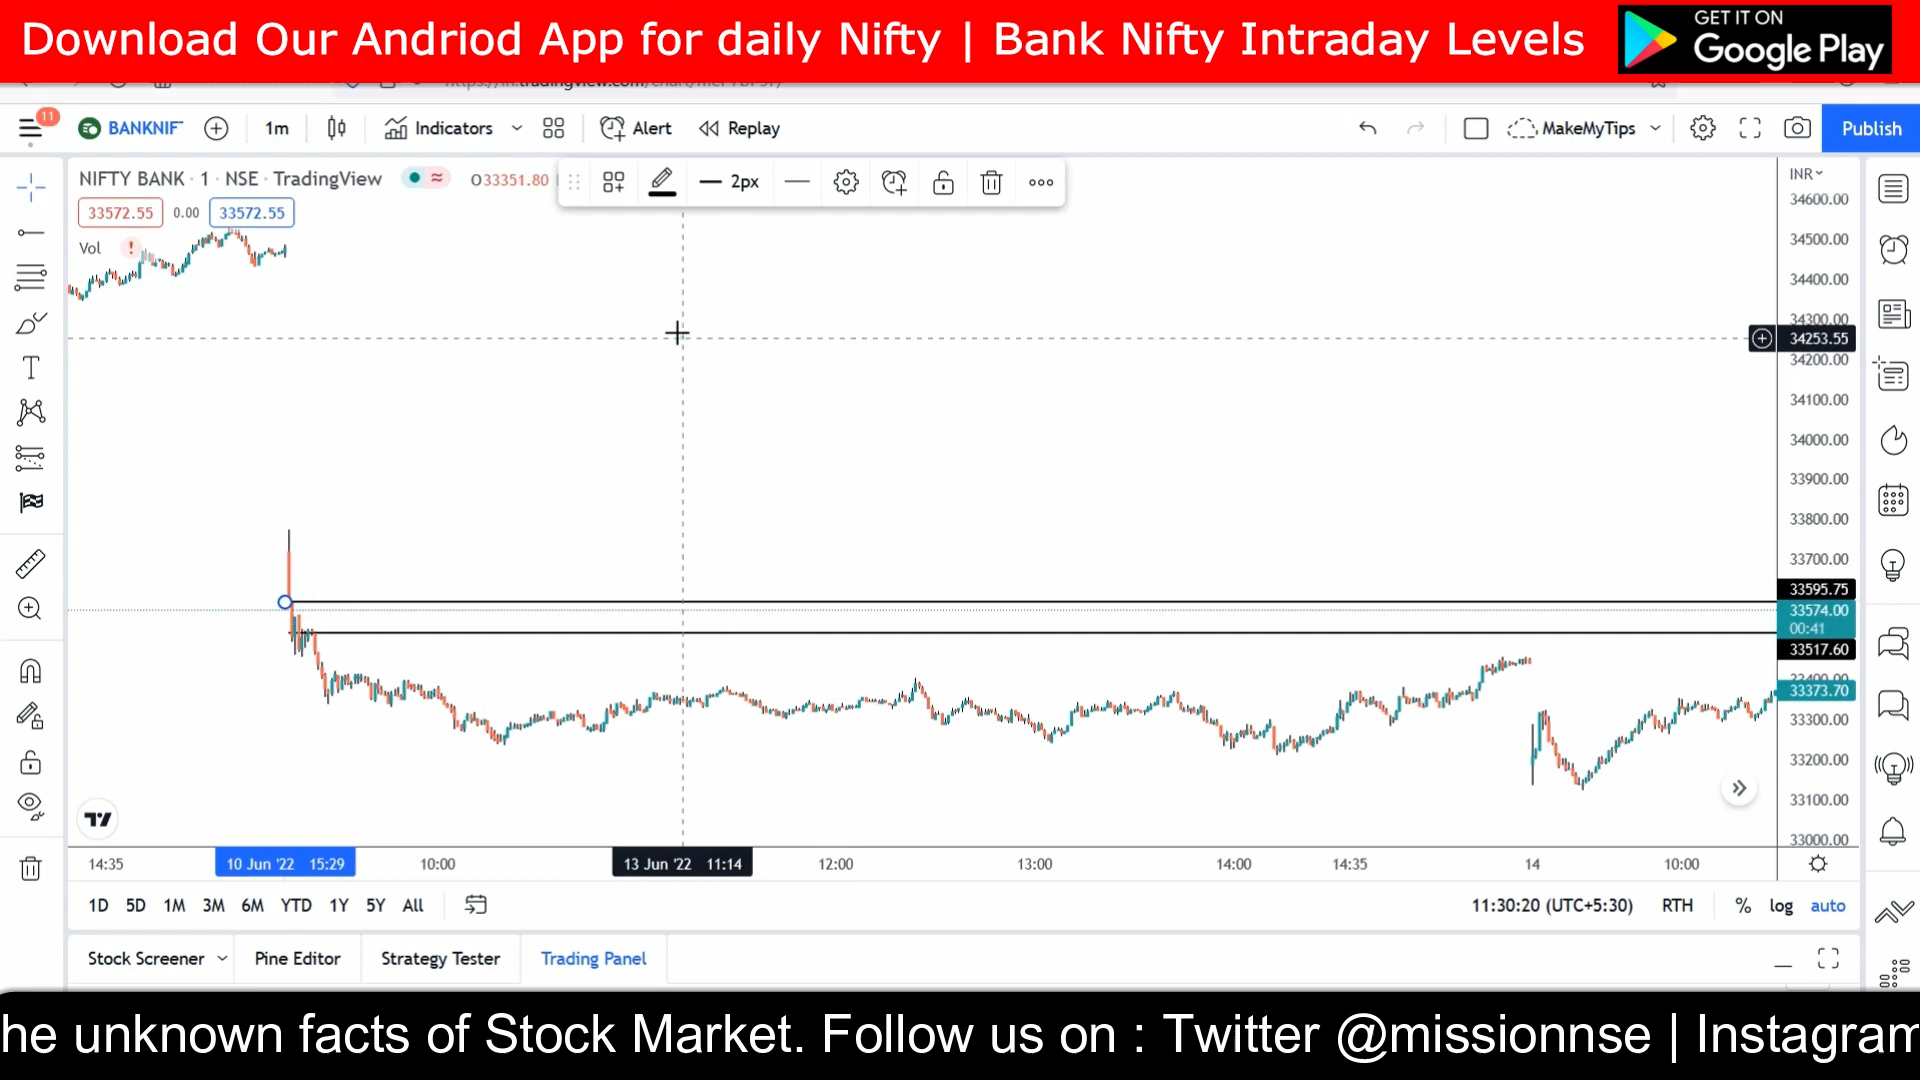 Download Our Andriod App for daily Nifty | Bank Nifty Intraday Levels
GET IT ON
Google Play
11
BANKNIF
1m
Indicators
Alert
Replay
MakeMyTips
Publish
NIFTY BANK · 1 · NSE · TradingView
O33351.80
2px
INR
33572.55
0.00
33572.55
Vol
34600.00
34500.00
34400.00
34300.00
34253.55
34200.00
34100.00
34000.00
33900.00
33800.00
33700.00
33595.75
33574.00
00:41
33517.60
33373.70
33300.00
33200.00
33100.00
33000.00
14:35
10 Jun '22 15:29
10:00
13 Jun '22 11:14
12:00
13:00
14:00
14:35
14
10:00
1D 5D 1M 3M 6M YTD 1Y 5Y All
11:30:20 (UTC+5:30)
RTH
%
log
auto
Stock Screener
Pine Editor
Strategy Tester
Trading Panel
he unknown facts of Stock Market. Follow us on : Twitter @missionnse | Instagram